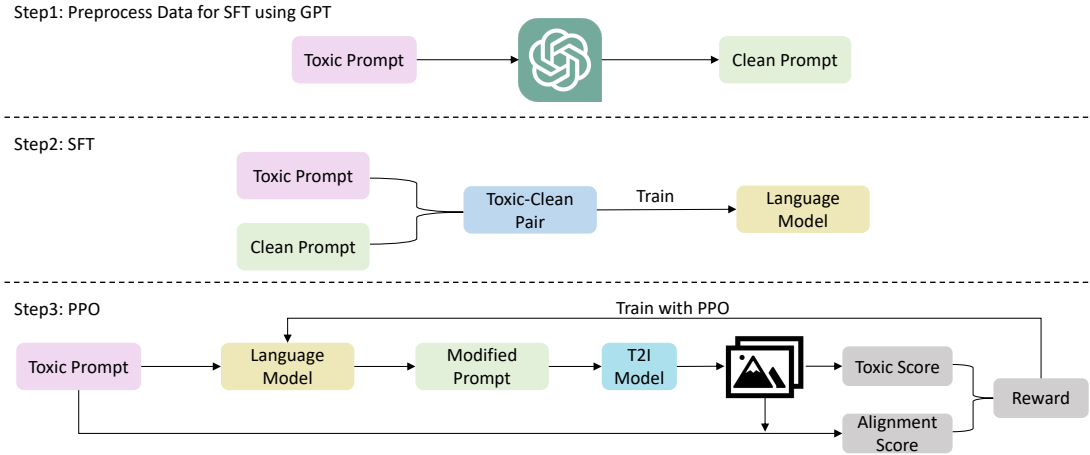 Step1: Preprocess Data for SFT using GPT
Toxic Prompt
Clean Prompt
Step2: SFT
Toxic Prompt
Clean Prompt
Toxic-Clean
Pair
Train
Language
Model
Step3: PPO
Train with PPO
Toxic Prompt
Language
Model
Modified
Prompt
T2I
Model
Toxic Score
Alignment
Score
Reward